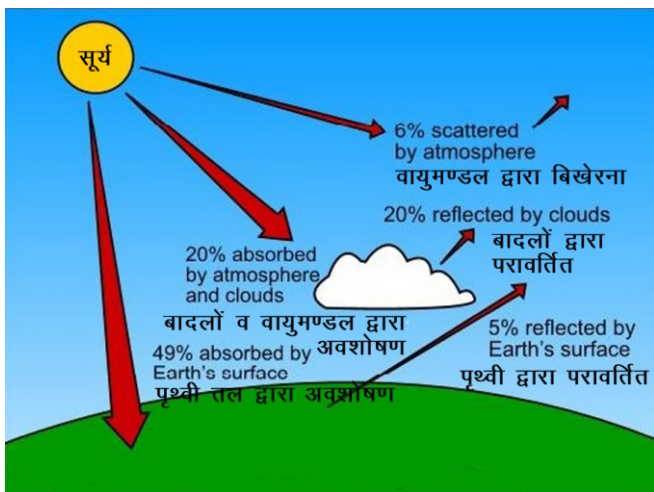 सूर्य
6% scattered
by atmosphere
वायुमण्डल द्वारा बिखेरना
20% reflected by clouds
बादलों द्वारा
परावर्तित
20% absorbed
by atmosphere
and clouds
बादलों व वायुमण्डल द्वारा
अवशोषण
49% absorbed by
Earth's surface
पृथ्वी तल द्वारा अवशोषण
5% reflected by
Earth's surface
पृथ्वी द्वारा परावर्तित